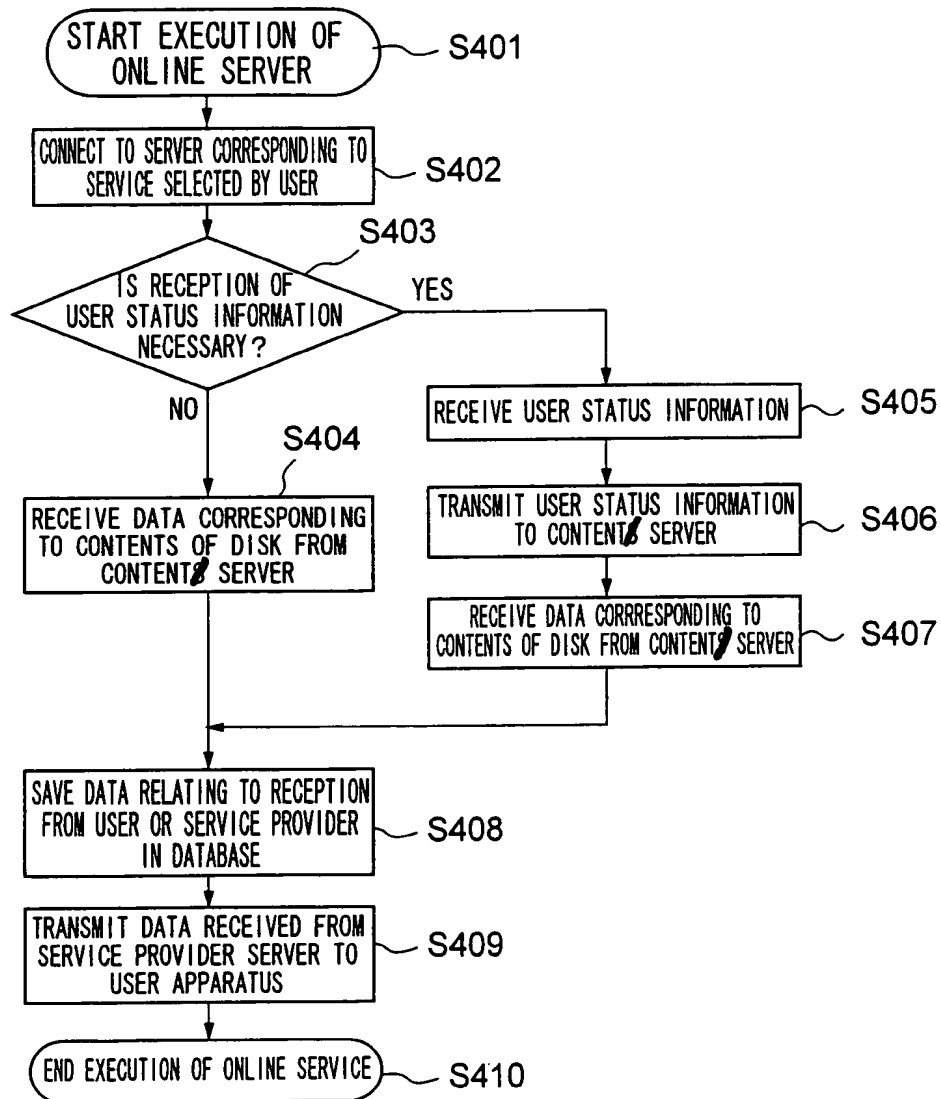 START EXECUTION OF
ONLINE SERVER
S401
CONNECT TO SERVER CORRESPONDING TO
SERVICE SELECTED BY USER
S402
S403
IS RECEPTION OF
USER STATUS INFORMATION
NECESSARY?
YES
NO
RECEIVE USER STATUS INFORMATION
S405
S404
RECEIVE DATA CORRESPONDING
TO CONTENTS OF DISK FROM
CONTENT SERVER
TRANSMIT USER STATUS INFORMATION
TO CONTENT SERVER
S406
RECEIVE DATA CORRRESPONDING TO
CONTENTS OF DISK FROM CONTENT SERVER
S407
SAVE DATA RELATING TO RECEPTION
FROM USER OR SERVICE PROVIDER
IN DATABASE
S408
TRANSMIT DATA RECEIVED FROM
SERVICE PROVIDER SERVER TO
USER APPARATUS
S409
END EXECUTION OF ONLINE SERVICE
S410